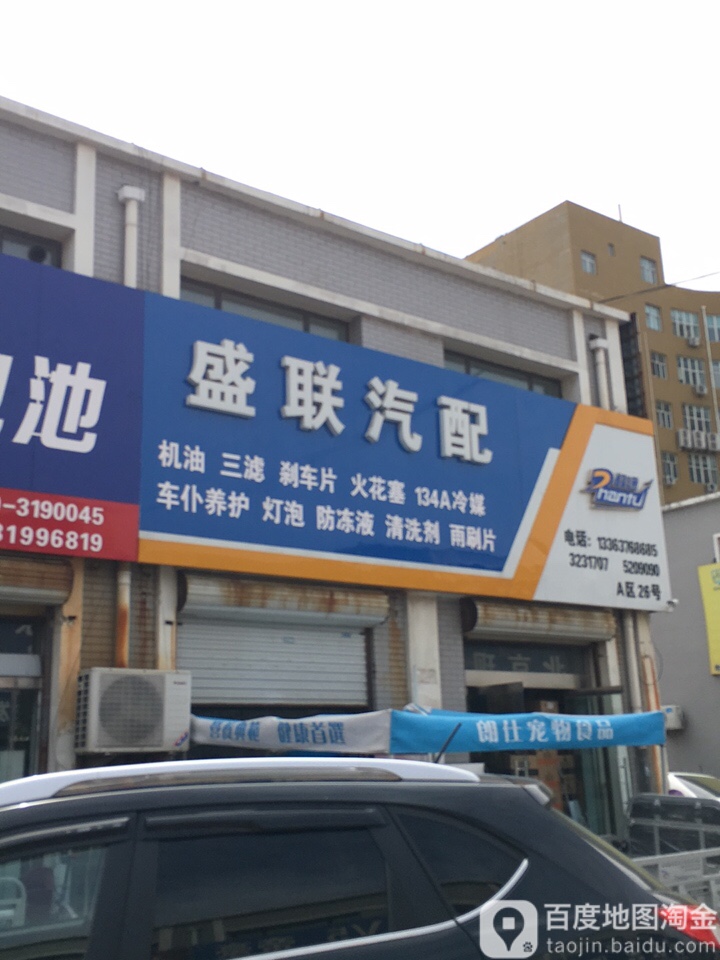 电池
-3190045
31996819
盛联汽配
机油 三滤 刹车片 火花塞 134A冷媒
车仆养护 灯泡 防冻液 清洗剂 雨刷片
电话: 13363768685
3231707 5209090
A区26号
健康首選
朗仕宠物食品
百度地图淘金
taojin.baidu.com